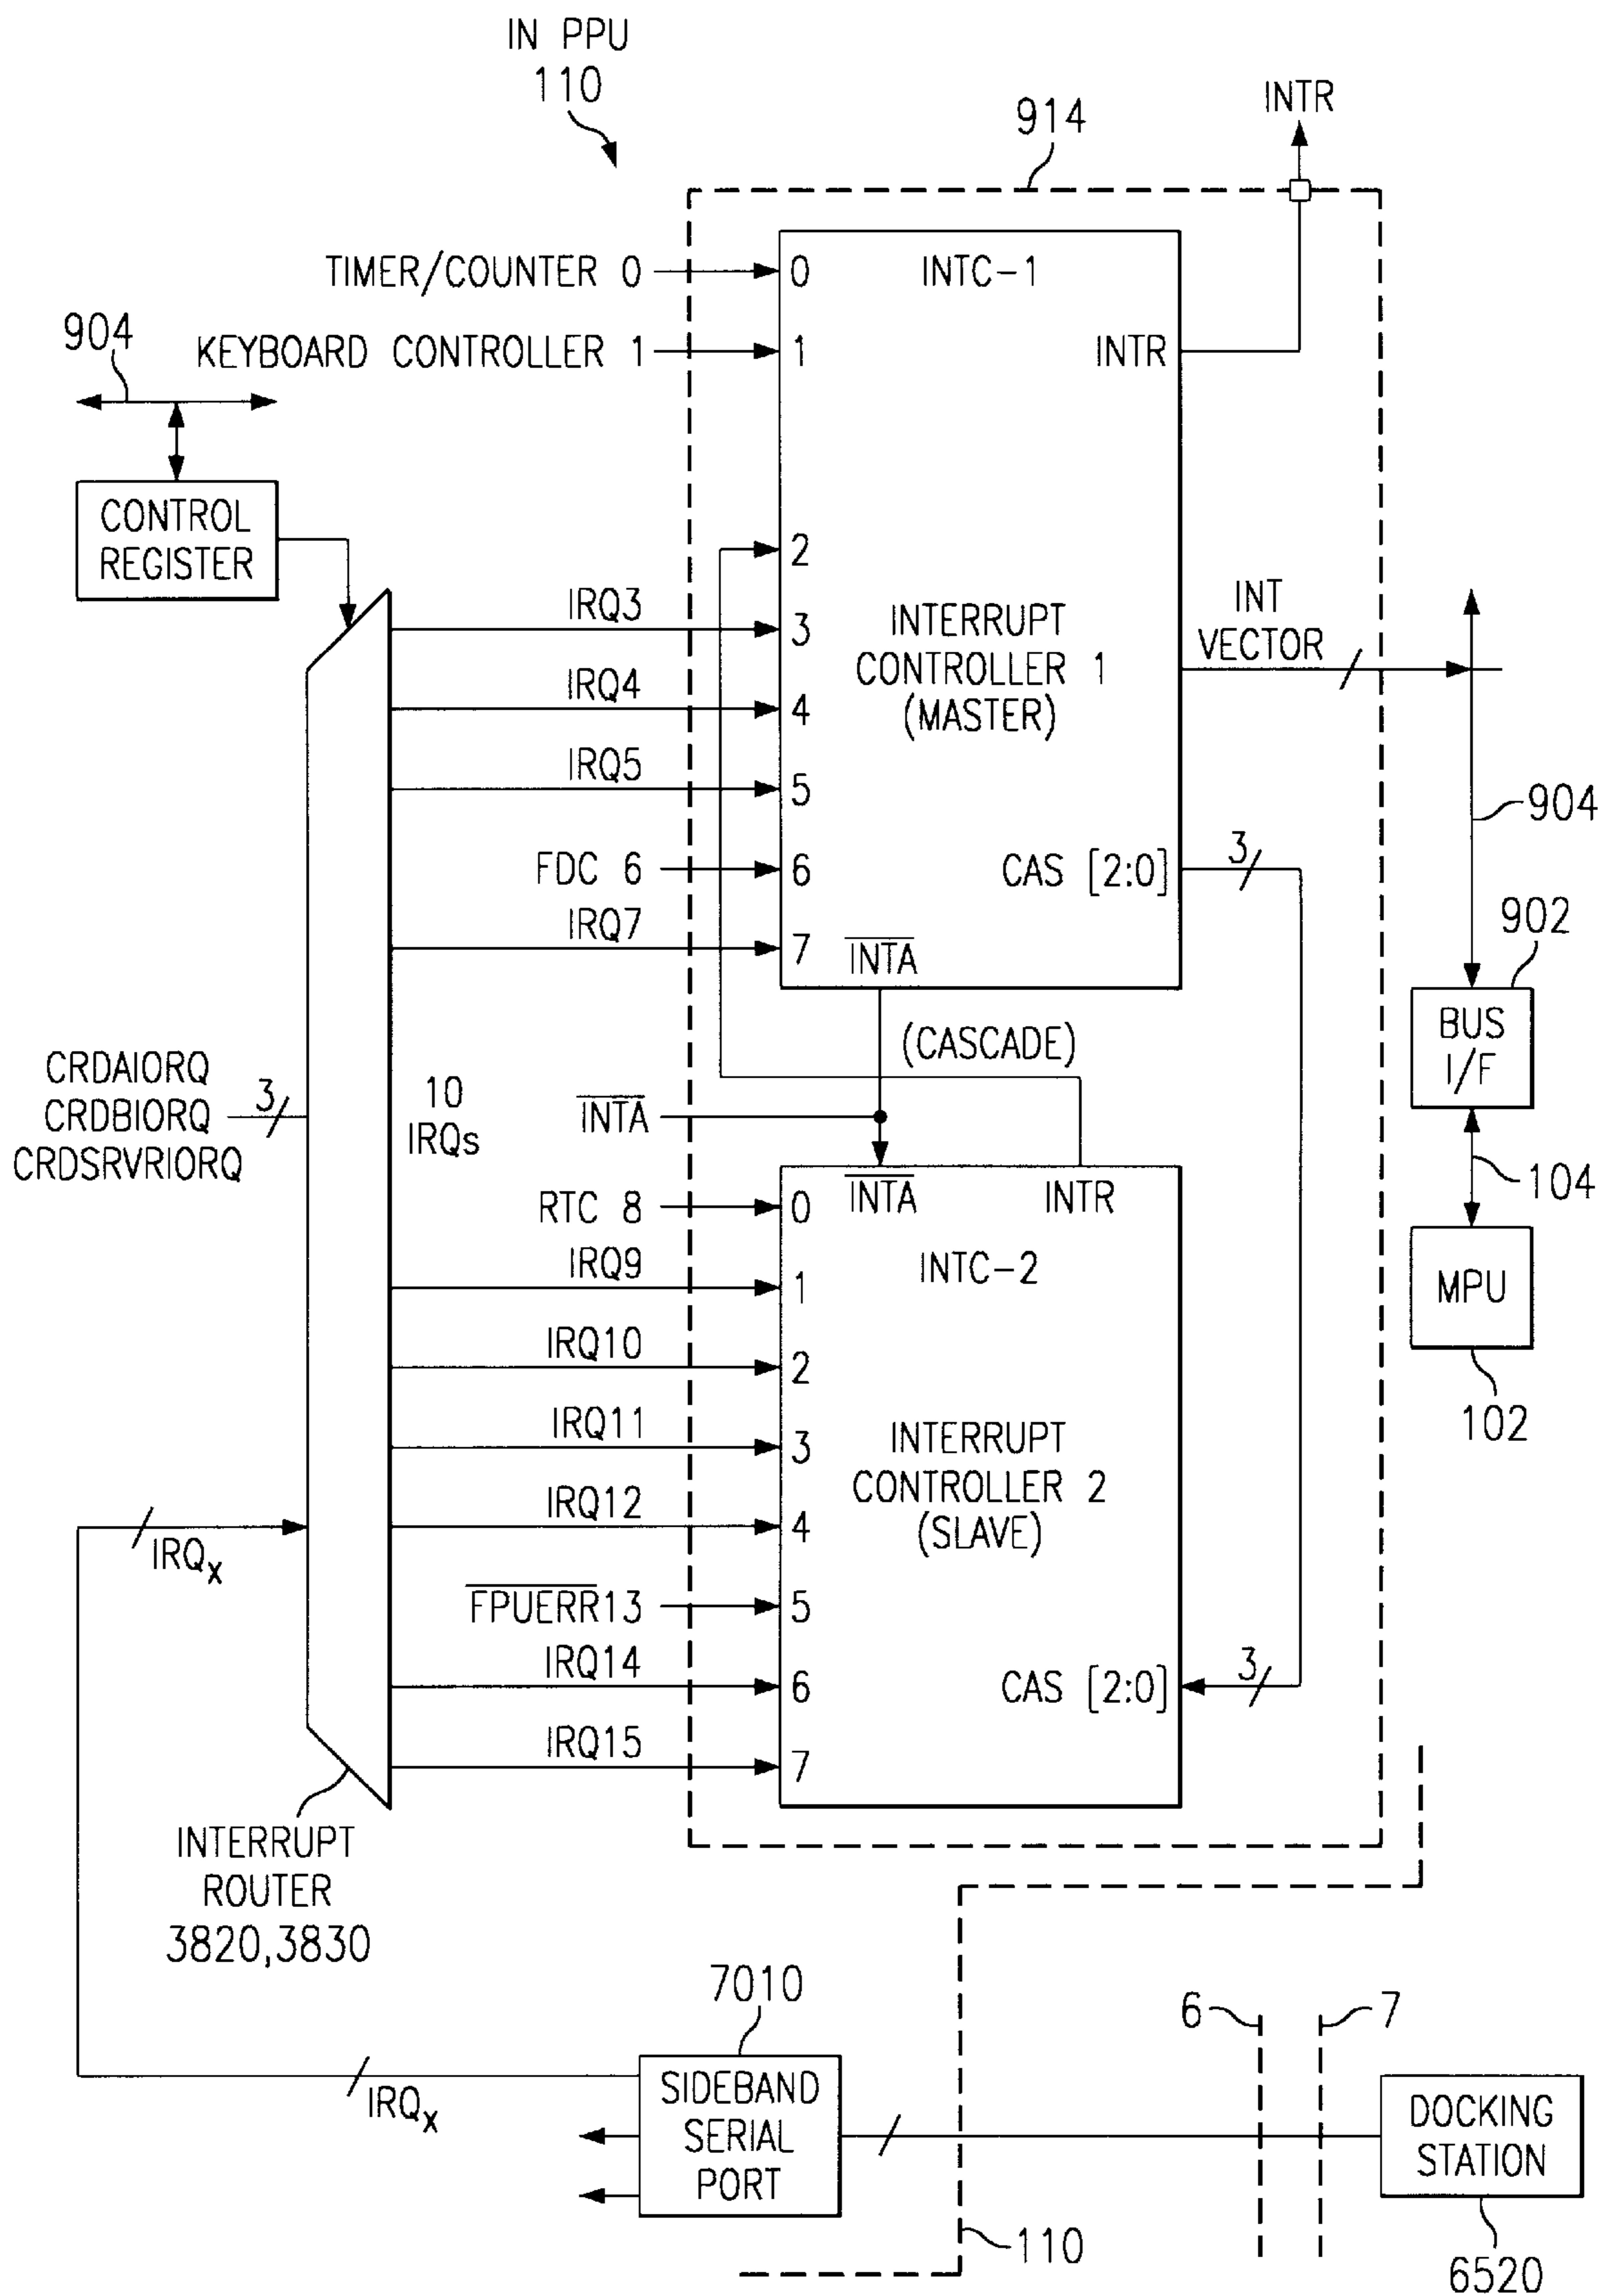 IN PPU
110
INTR
914
TIMER/COUNTER 0
0
INTC-1
904
KEYBOARD CONTROLLER 1
1
INTR
CONTROL
REGISTER
2
IRQ3
3
INTERRUPT
CONTROLLER 1
(MASTER)
INT
VECTOR
IRQ4
4
IRQ5
5
904
FDC 6
6
CAS [2:0]
3
IRQ7
7
INTA
902
BUS
I/F
(CASCADE)
CRDAIORQ
CRDBIORQ
CRDSRVRIORQ
3
10
IRQs
INTA
104
RTC 8
0
INTA
INTR
IRQ9
1
INTC-2
MPU
IRQ10
2
102
IRQ11
3
INTERRUPT
CONTROLLER 2
(SLAVE)
IRQ12
4
IRQx
FPUERR13
5
IRQ14
6
CAS [2:0]
3
IRQ15
7
INTERRUPT
ROUTER
3820,3830
7010
6
7
IRQx
SIDEBAND
SERIAL
PORT
DOCKING
STATION
110
6520